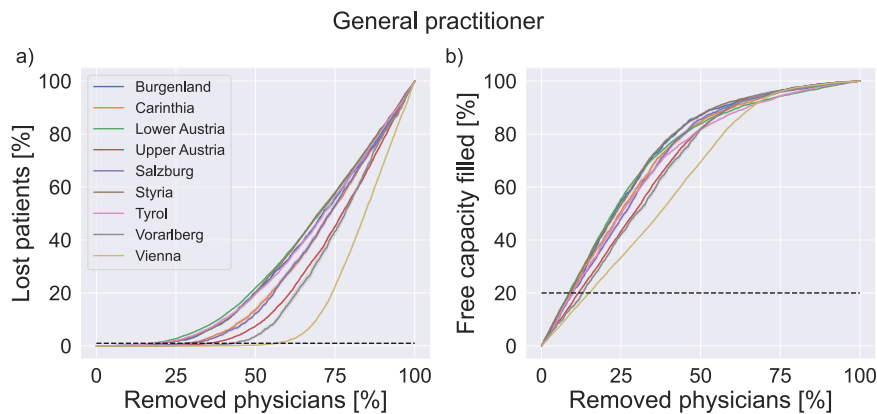 General practitioner
a)
Lost patients [%]
100
80
60
40
20
0
Burgenland
Carinthia
Lower Austria
Upper Austria
Salzburg
Styria
Tyrol
Vorarlberg
Vienna
0 25 50 75 100
Removed physicians [%]
b)
Free capacity filled [%]
100
80
60
40
20
0
0 25 50 75 100
Removed physicians [%]